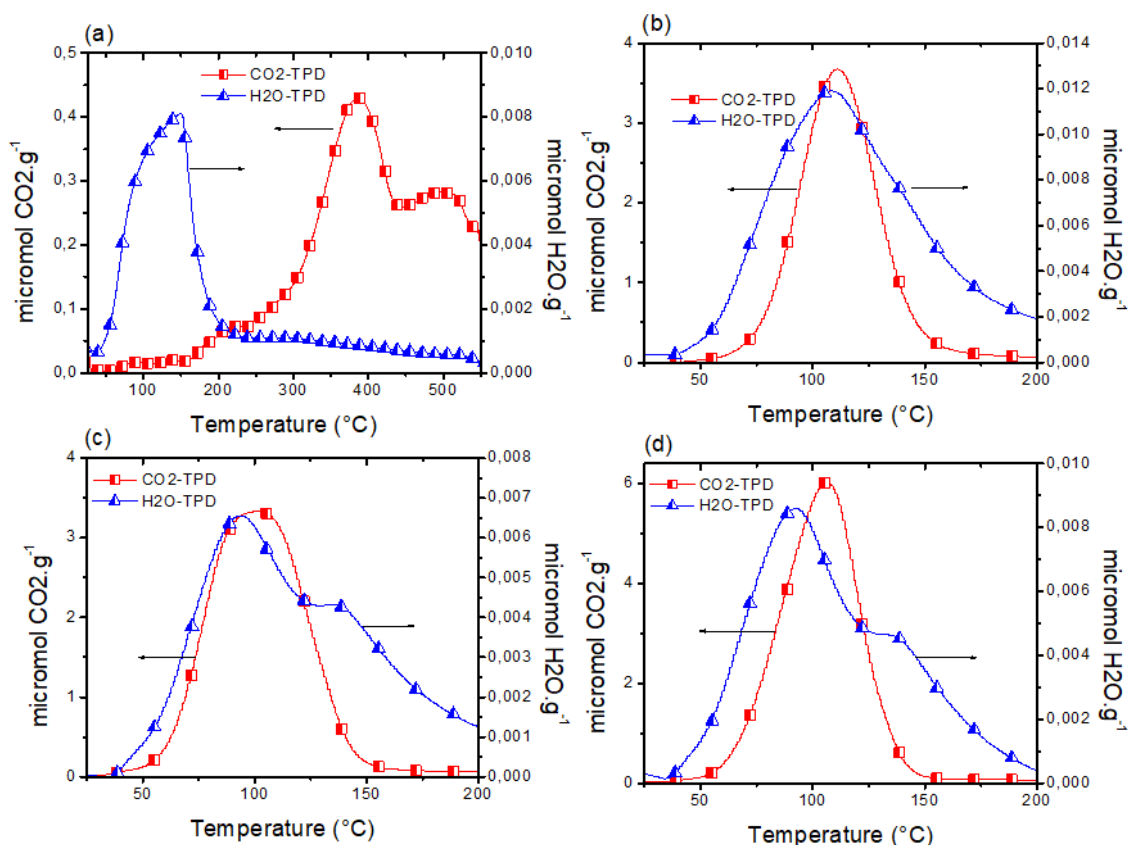 (a)
CO2-TPD
H2O-TPD
0,5
0,4
0,3
0,2
0,1
0,0
micromol CO2.g-1
0,010
0,008
0,006
0,004
0,002
0,000
micromol H2O.g-1
100 200 300 400 500
Temperature (°C)
(b)
CO2-TPD
H2O-TPD
4
3
2
1
0
micromol CO2.g-1
0,014
0,012
0,010
0,008
0,006
0,004
0,002
0,000
micromol H2O.g-1
50 100 150 200
Temperature (°C)
(c)
CO2-TPD
H2O-TPD
4
3
2
1
0
micromol CO2.g-1
0,008
0,007
0,006
0,005
0,004
0,003
0,002
0,001
0,000
micromol H2O.g-1
50 100 150 200
Temperature (°C)
(d)
CO2-TPD
H2O-TPD
6
4
2
0
micromol CO2.g-1
0,010
0,008
0,006
0,004
0,002
0,000
micromol H2O.g-1
50 100 150 200
Temperature (°C)